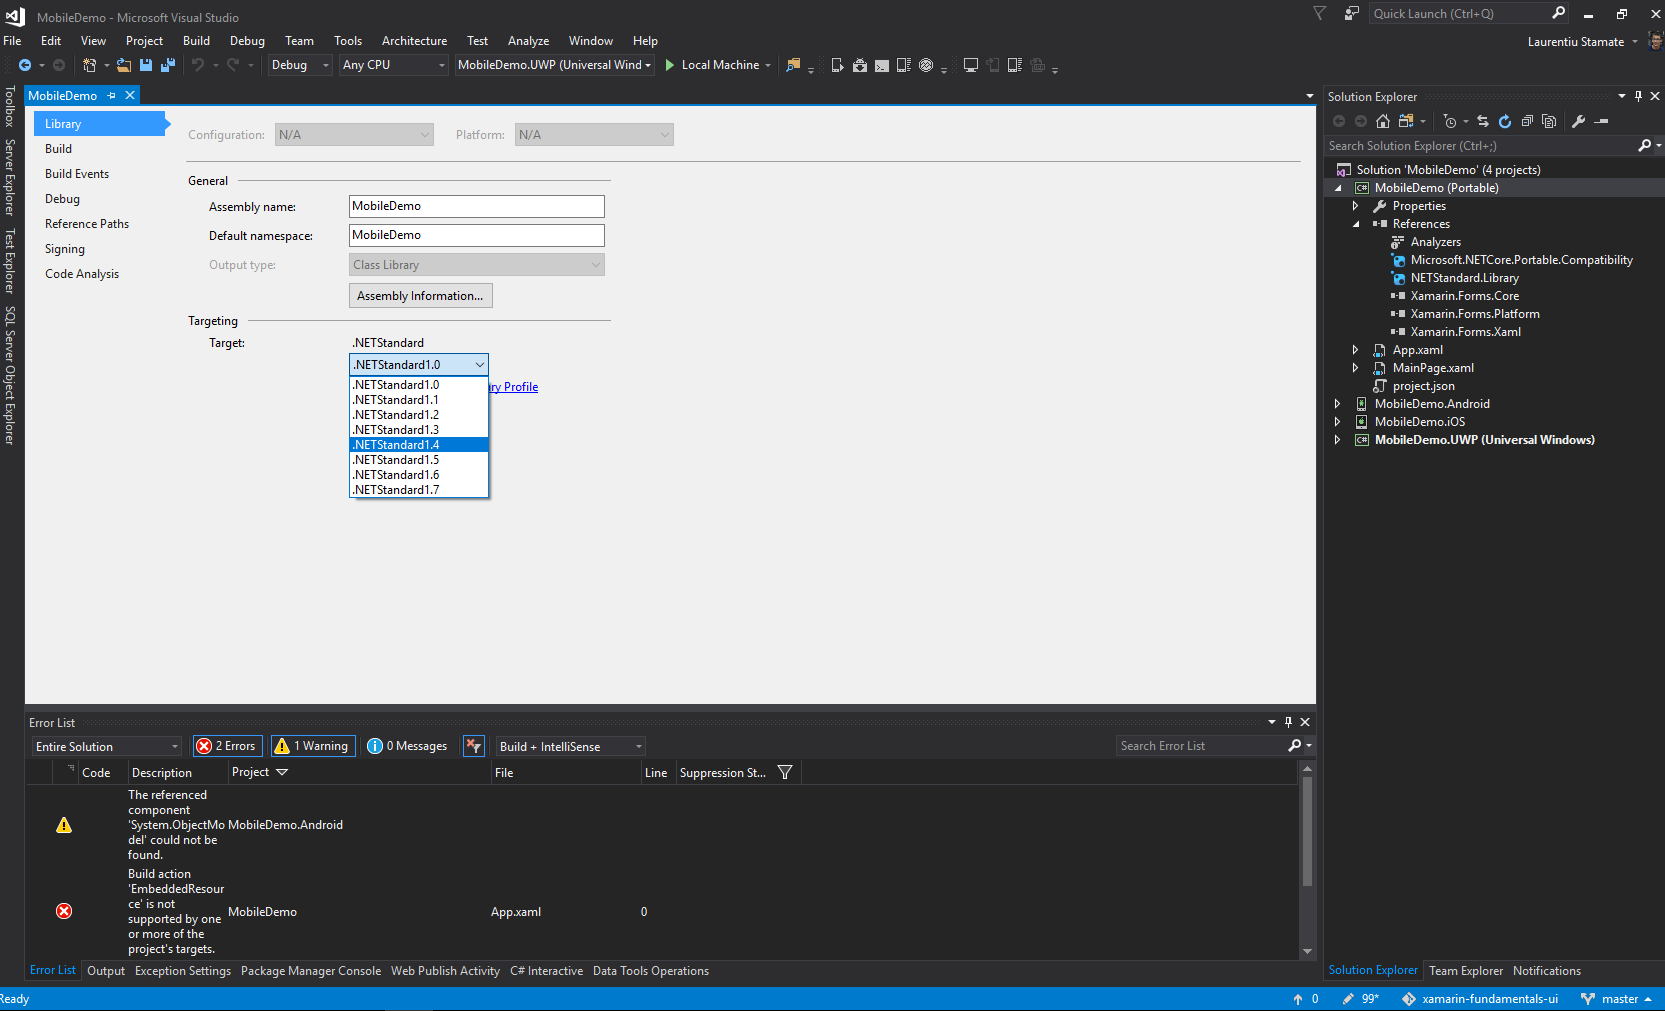 MobileDemo - Microsoft Visual Studio
Quick Launch (Ctrl+Q)
File Edit View Project Build Debug Team Tools Architecture Test Analyze Window Help
Laurentiu Stamate
Debug Any CPU MobileDemo.UWP (Universal Wind Local Machine
Toolbox
Server Explorer
Test Explorer
SQL Server Object Explorer
MobileDemo
Library
Build
Build Events
Debug
Reference Paths
Signing
Code Analysis
Configuration: N/A Platform: N/A
General
Assembly name: MobileDemo
Default namespace: MobileDemo
Output type: Class Library
Assembly Information...
Targeting
Target: .NETStandard
.NETStandard1.0
.NETStandard1.0
ry Profile
.NETStandard1.1
.NETStandard1.2
.NETStandard1.3
.NETStandard1.4
.NETStandard1.5
.NETStandard1.6
.NETStandard1.7
Solution Explorer
Search Solution Explorer (Ctrl+;)
Solution 'MobileDemo' (4 projects)
C# MobileDemo (Portable)
Properties
References
Analyzers
Microsoft.NETCore.Portable.Compatibility
NETStandard.Library
Xamarin.Forms.Core
Xamarin.Forms.Platform
Xamarin.Forms.Xaml
App.xaml
MainPage.xaml
project.json
MobileDemo.Android
MobileDemo.iOS
C# MobileDemo.UWP (Universal Windows)
Error List
Entire Solution 2 Errors 1 Warning 0 Messages Build + IntelliSense Search Error List
Code Description Project File Line Suppression St...
The referenced
component
'System.ObjectMo MobileDemo.Android
del' could not be
found.
Build action
'EmbeddedResour
ce' is not
supported by one MobileDemo App.xaml 0
or more of the
project's targets.
Error List Output Exception Settings Package Manager Console Web Publish Activity C# Interactive Data Tools Operations
Solution Explorer Team Explorer Notifications
Ready 0 99* xamarin-fundamentals-ui master